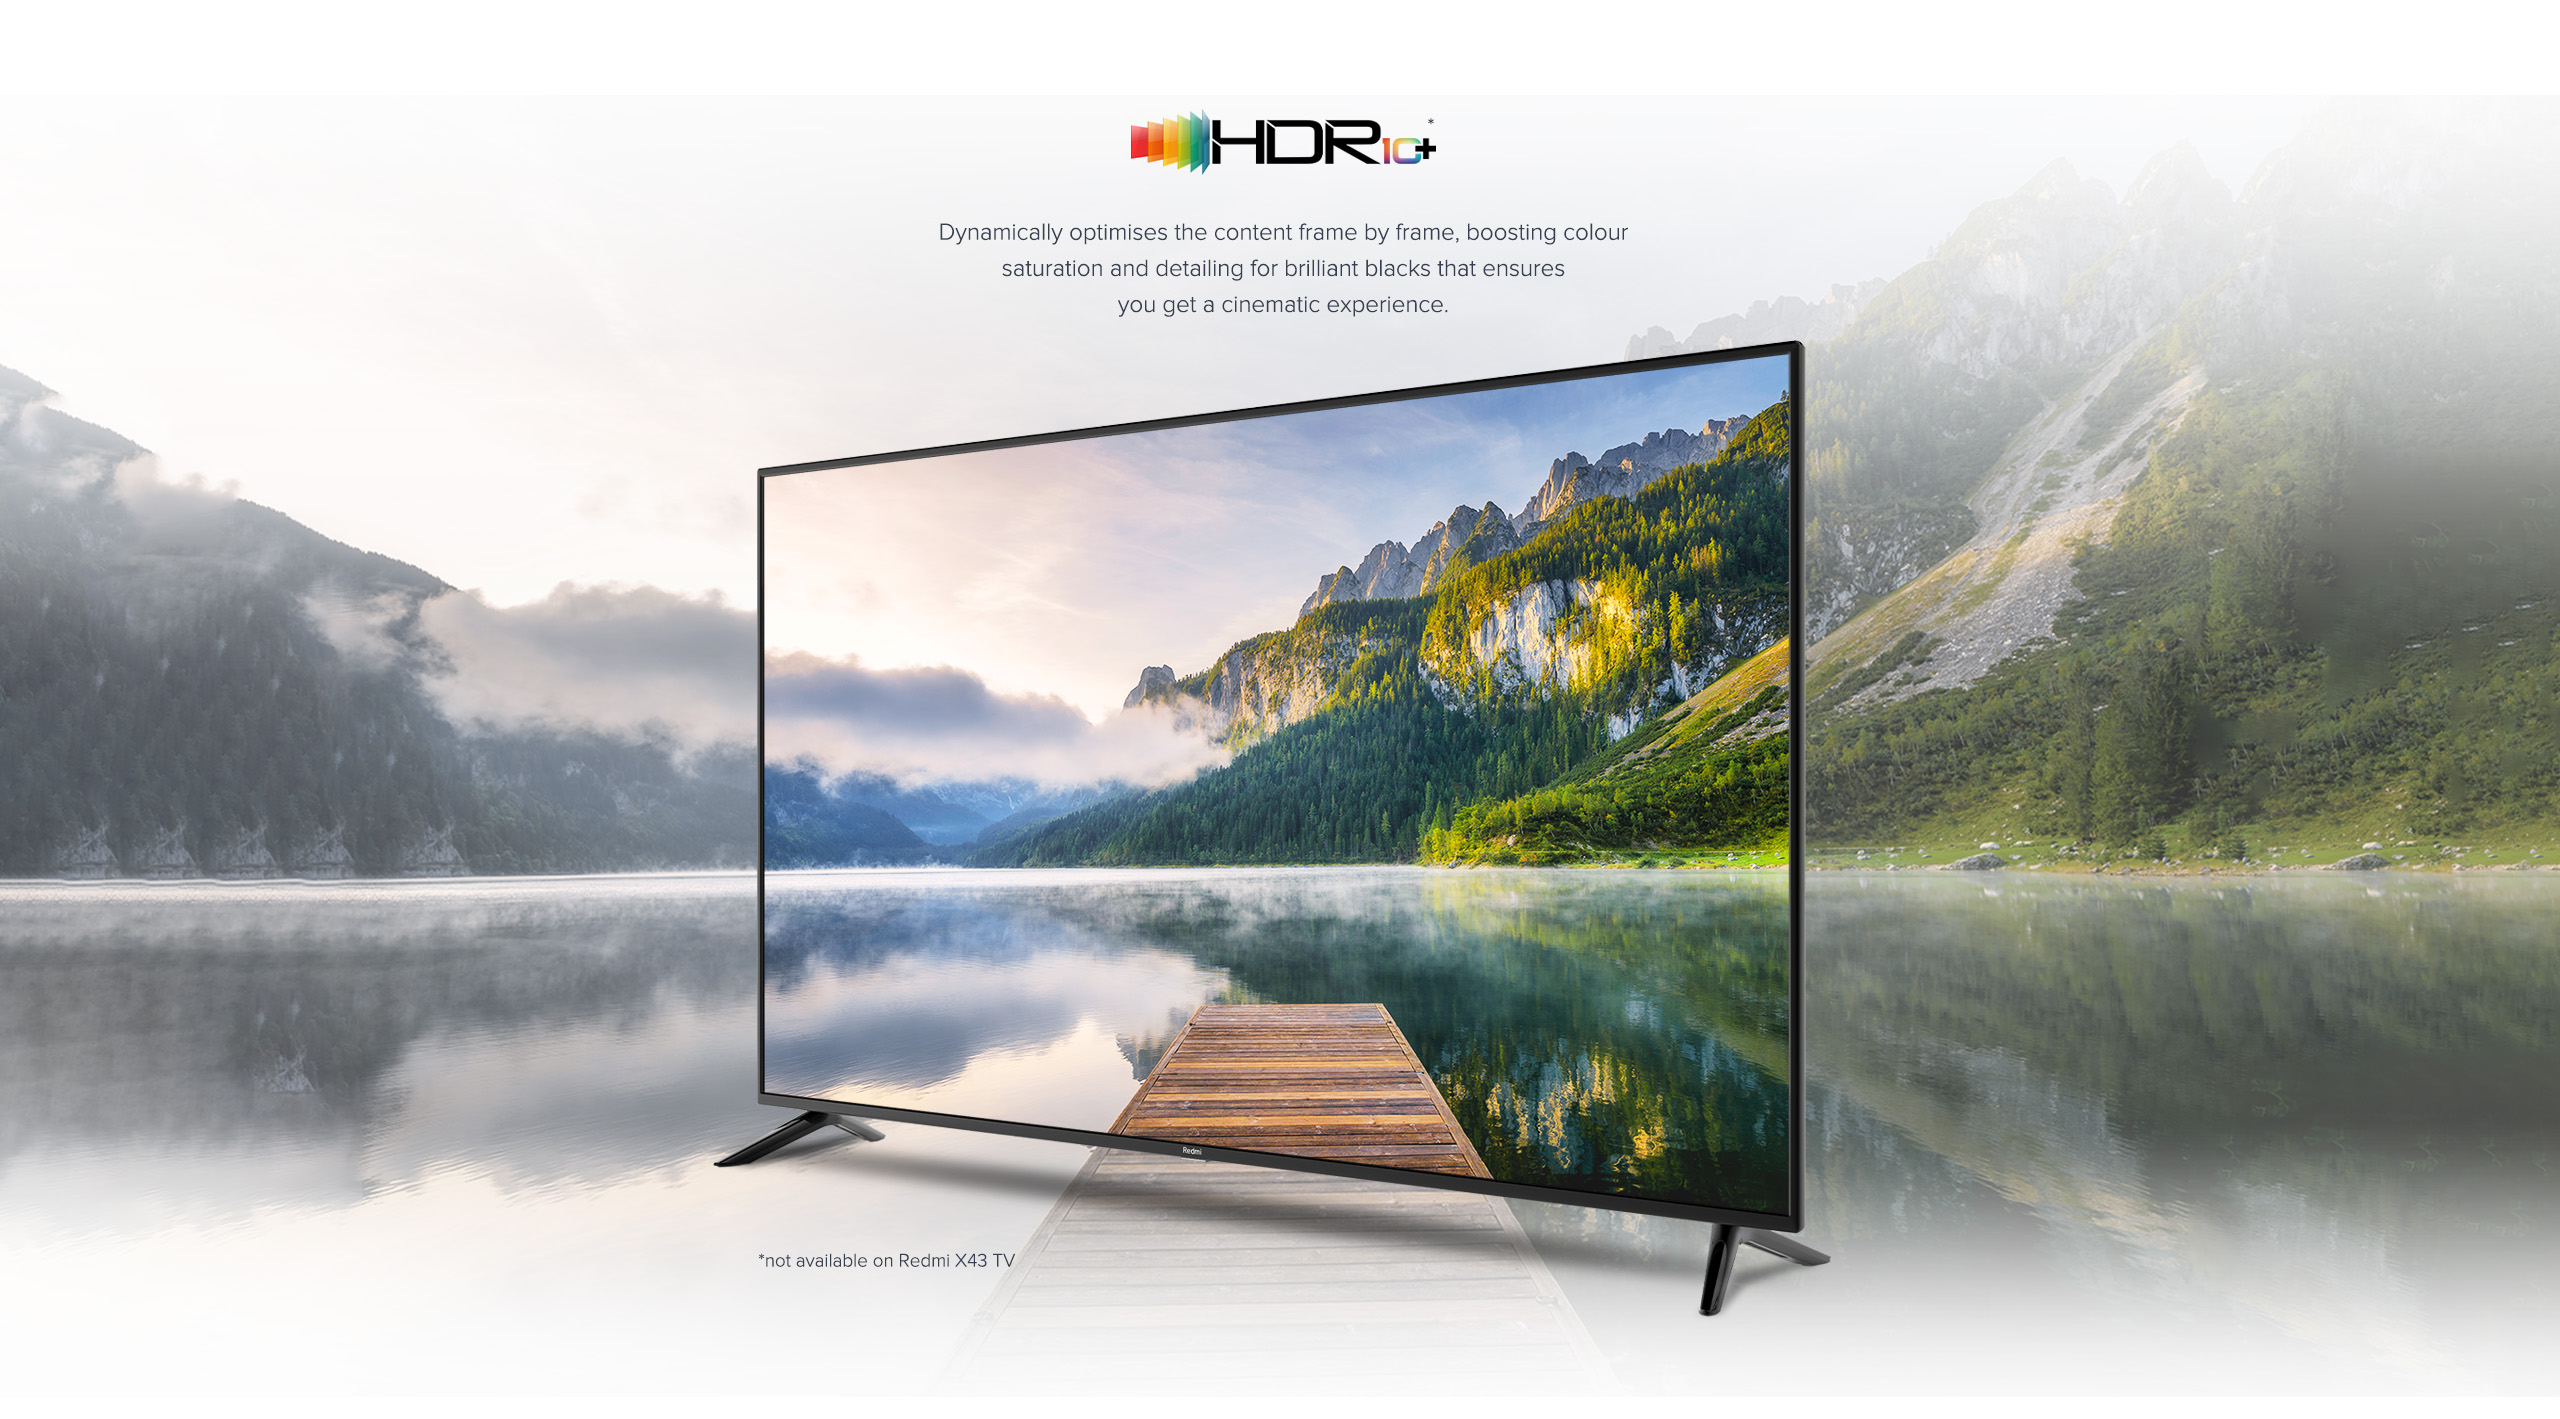 HDR10+*
Dynamically optimises the content frame by frame, boosting colour
saturation and detailing for brilliant blacks that ensures
you get a cinematic experience.
Redmi
*not available on Redmi X43 TV